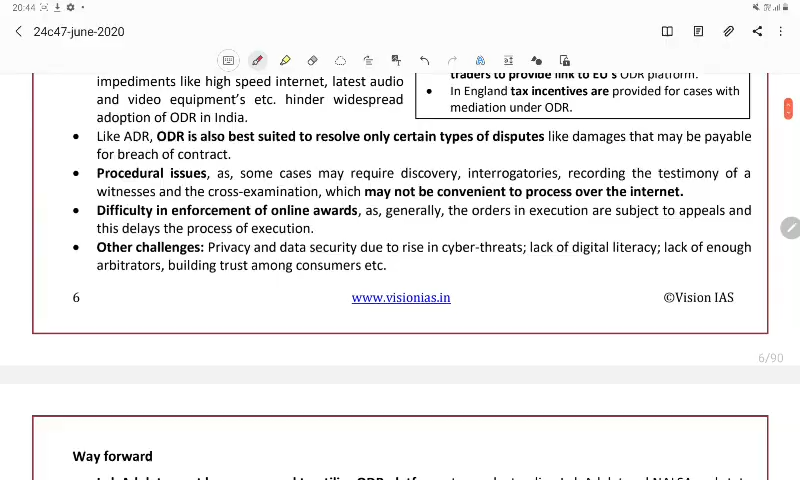 20:44
24c47-june-2020
impediments like high speed internet, latest audio
and video equipment's etc. hinder widespread
adoption of ODR in India.
traders to provide link to EU's ODR platform.
• In England tax incentives are provided for cases with
mediation under ODR.
• Like ADR, ODR is also best suited to resolve only certain types of disputes like damages that may be payable
for breach of contract.
• Procedural issues, as, some cases may require discovery, interrogatories, recording the testimony of a
witnesses and the cross-examination, which may not be convenient to process over the internet.
• Difficulty in enforcement of online awards, as, generally, the orders in execution are subject to appeals and
this delays the process of execution.
• Other challenges: Privacy and data security due to rise in cyber-threats; lack of digital literacy; lack of enough
arbitrators, building trust among consumers etc.
6 www.visionias.in ©Vision IAS
6/90
Way forward